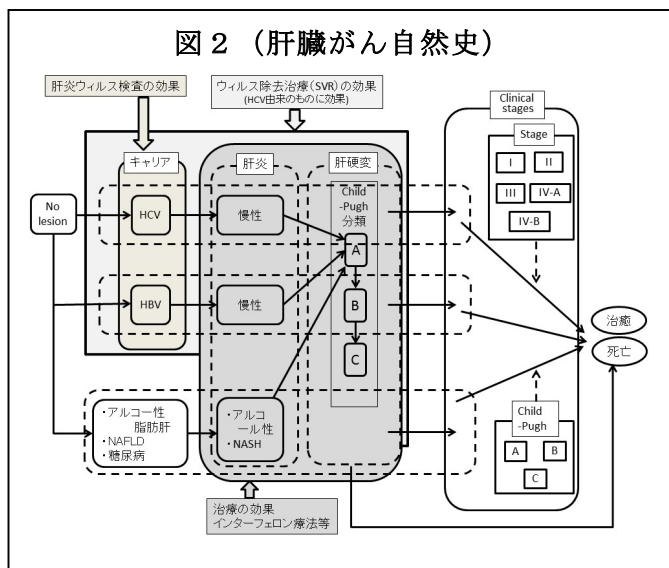 図２（肝臓がん自然史）
肝炎ウィルス検査の効果
ウィルス除去治療（SVR）の効果
（HCV由来のものに効果）
Clinical
stages
Stage
I
II
III
IV-A
IV-B
キャリア
肝炎
肝硬変
Child
-Pugh
分類
No
lesion
HCV
慢性
A
HBV
慢性
B
C
治癒
死亡
・アルコー性
脂肪肝
・NAFLD
・糖尿病
・アルコ
ール性
・NASH
Child
-Pugh
A
B
C
治療の効果
インターフェロン療法等